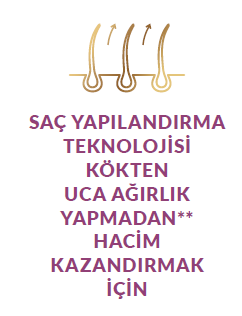 SAÇ YAPILANDIRMA
TEKNOLOJİSİ
KÖKTEN
UCA AĞIRLIK
YAPMADAN**
HACİM
KAZANDIRMAK
İÇİN